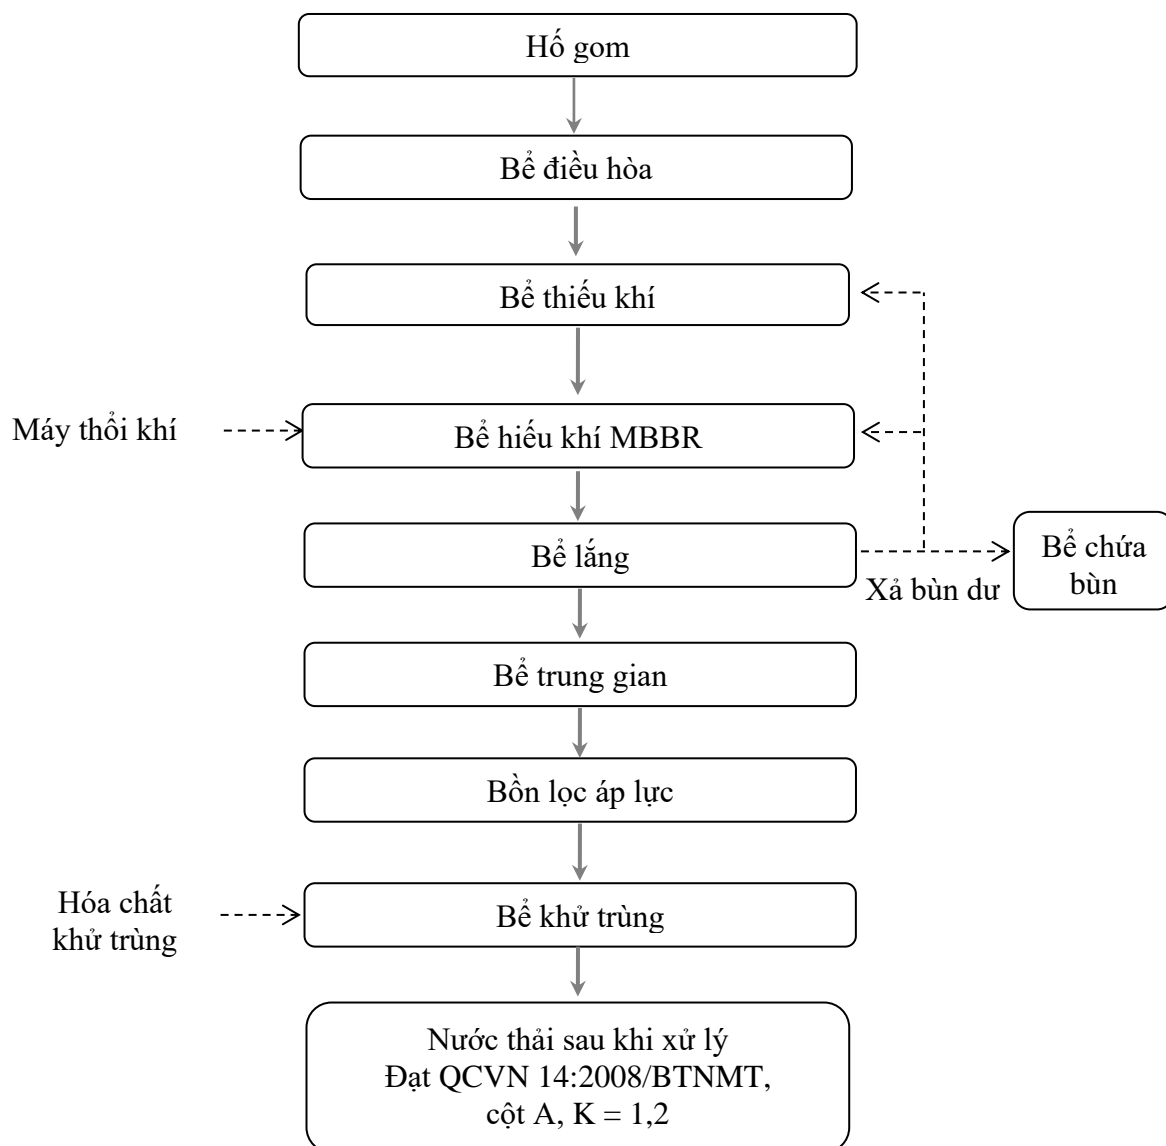 Hố gom
Bể điều hòa
Bể thiếu khí
Máy thổi khí
Bể hiếu khí MBBR
Bể lắng
Xả bùn dư
Bể chứa
bùn
Bể trung gian
Bồn lọc áp lực
Hóa chất
khử trùng
Bể khử trùng
Nước thải sau khi xử lý
Đạt QCVN 14:2008/BTNMT,
cột A, K = 1,2